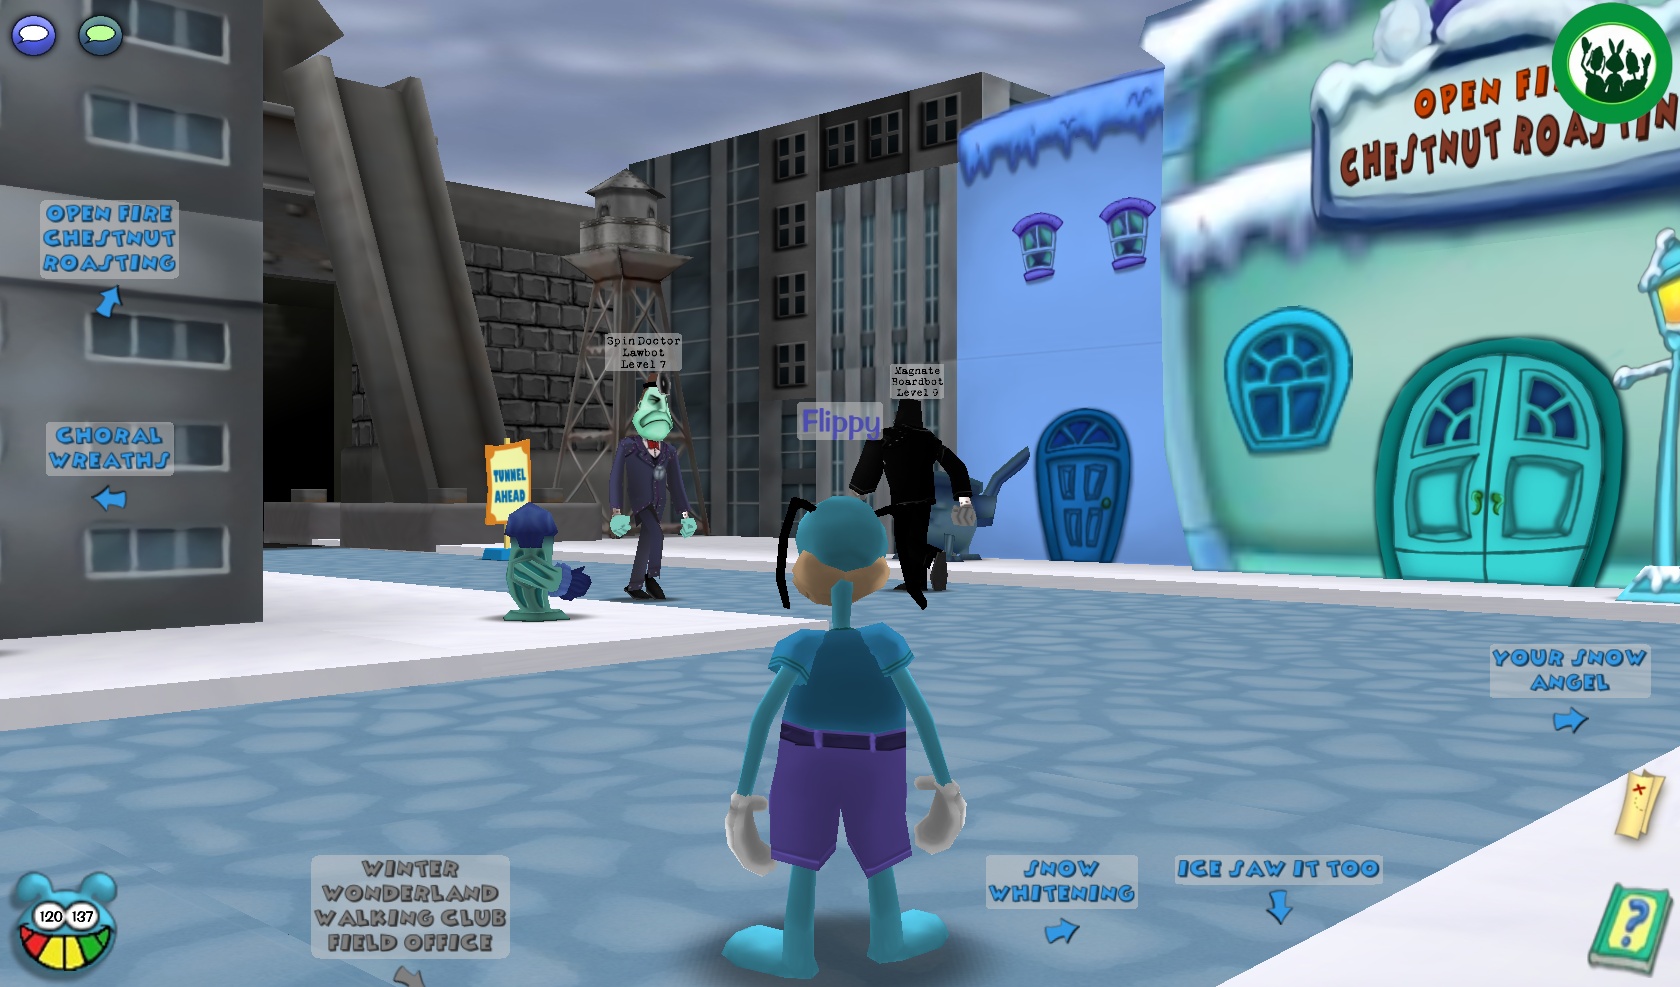 OPEN FI
CHESTNUT ROASTIN
OPEN FIRE
CHESTNUT
ROASTING
Spin Doctor
Lawbot
Level 7
Magnate
Boardbot
Level 9
Flippy
CHORAL
WREATHS
TUNNEL
AHEAD
YOUR SNOW
ANGEL
WINTER
WONDERLAND
WALKING CLUB
FIELD OFFICE
SNOW
WHITENING
ICE SAW IT TOO
120 137
?